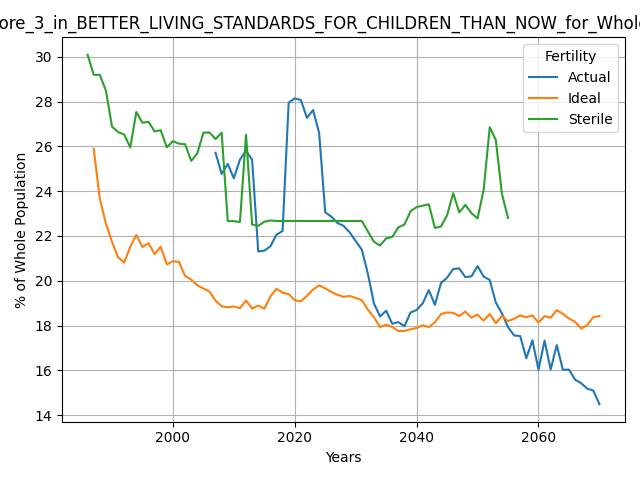 ore_3_in_BETTER_LIVING_STANDARDS_FOR_CHILDREN_THAN_NOW_for_Whole
Fertility
Actual
Ideal
Sterile
% of Whole Population
30
28
26
24
22
20
18
16
14
2000 2020 2040 2060
Years